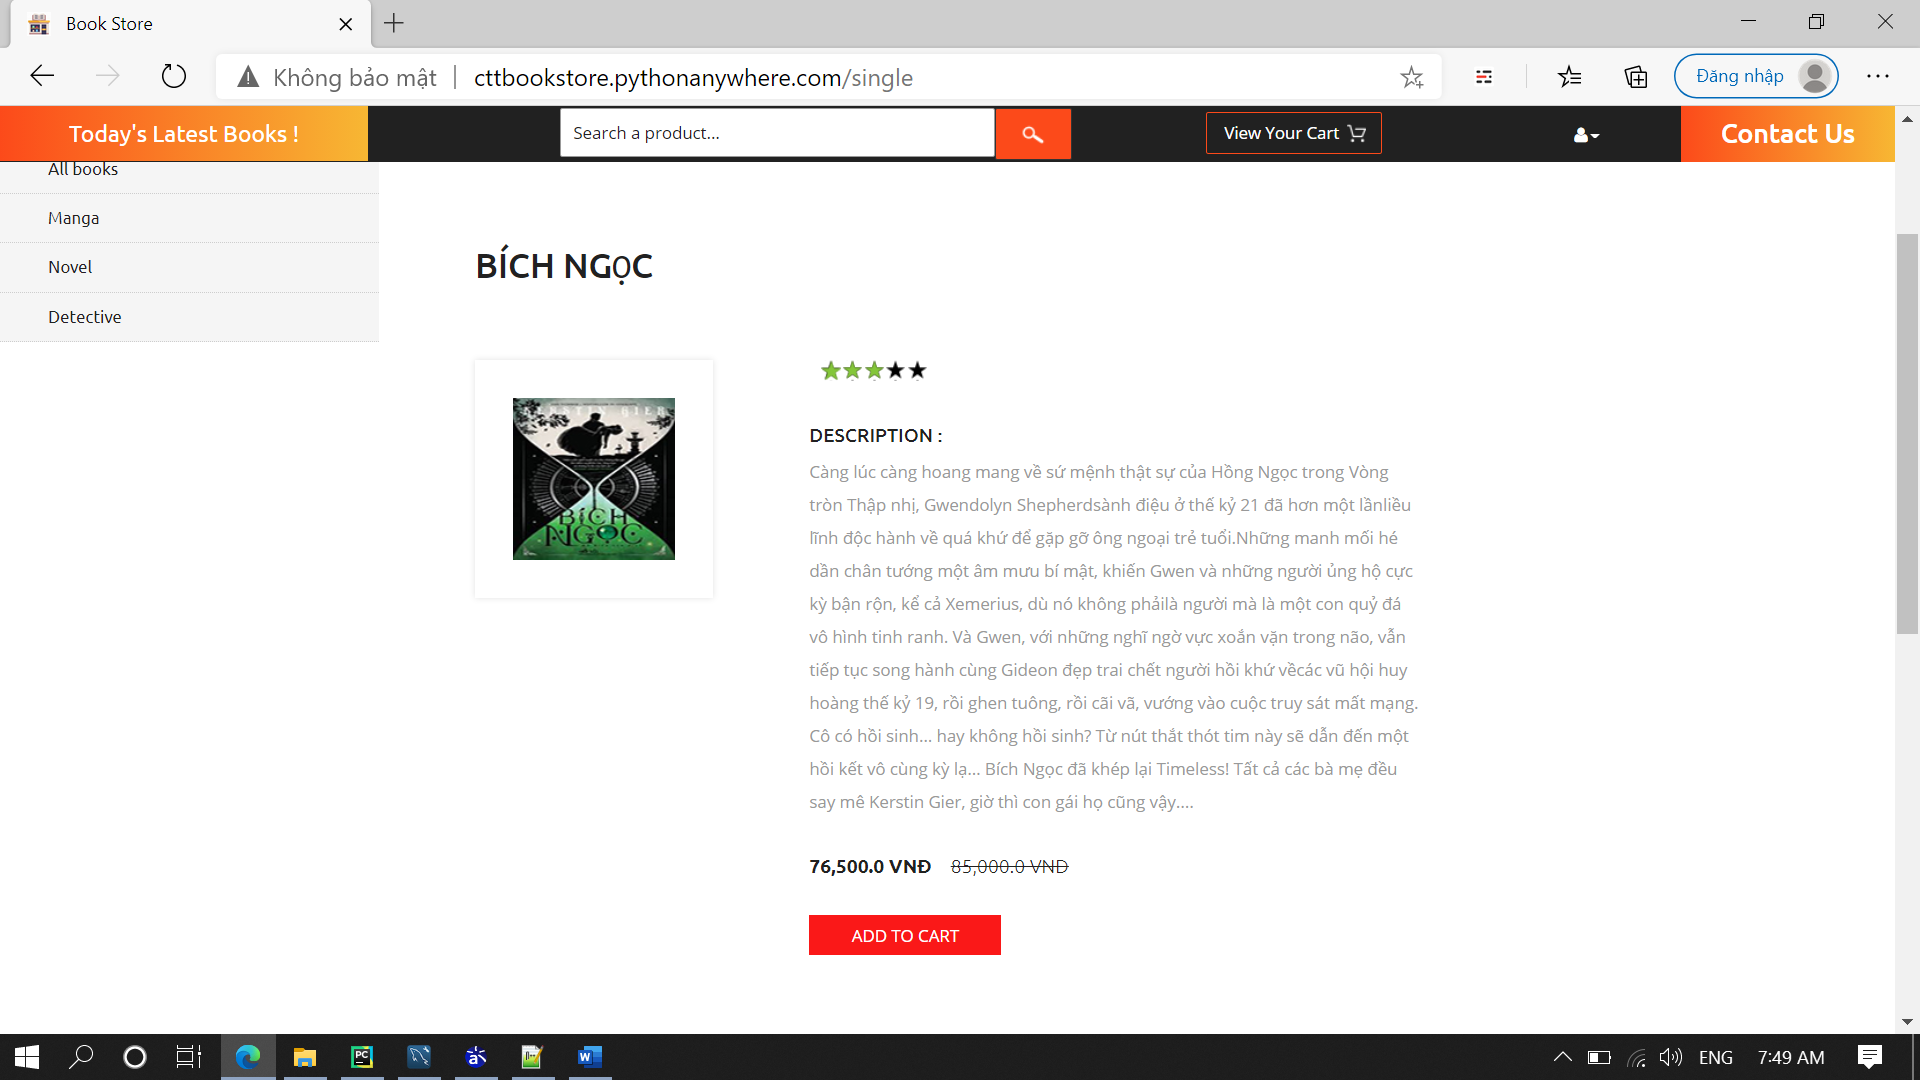 Book Store
Không bảo mật
cttbookstore.pythonanywhere.com/single
Đăng nhập
Today's Latest Books !
Search a product...
View Your Cart
Contact Us
All books
Manga
Novel
Detective
BÍCH NGỌC
KERSTIN GIER
BÍCH
NGỌC
DESCRIPTION :
Càng lúc càng hoang mang về sứ mệnh thật sự của Hồng Ngọc trong Vòng
tròn Thập nhị, Gwendolyn Shepherdsành điệu ở thế kỷ 21 đã hơn một lầnliều
lĩnh độc hành về quá khứ để gặp gỡ ông ngoại trẻ tuổi.Những manh mối hé
dần chân tướng một âm mưu bí mật, khiến Gwen và những người ủng hộ cực
kỳ bận rộn, kể cả Xemerius, dù nó không phảilà người mà là một con quỷ đá
vô hình tinh ranh. Và Gwen, với những nghĩ ngờ vực xoắn vặn trong não, vẫn
tiếp tục song hành cùng Gideon đẹp trai chết người hồi khứ vềcác vũ hội huy
hoàng thế kỷ 19, rồi ghen tuông, rồi cãi vã, vướng vào cuộc truy sát mất mạng.
Cô có hồi sinh... hay không hồi sinh? Từ nút thắt thót tim này sẽ dẫn đến một
hồi kết vô cùng kỳ lạ... Bích Ngọc đã khép lại Timeless! Tất cả các bà mẹ đều
say mê Kerstin Gier, giờ thì con gái họ cũng vậy....
76,500.0 VNĐ 85,000.0 VNĐ
ADD TO CART
ENG
7:49 AM